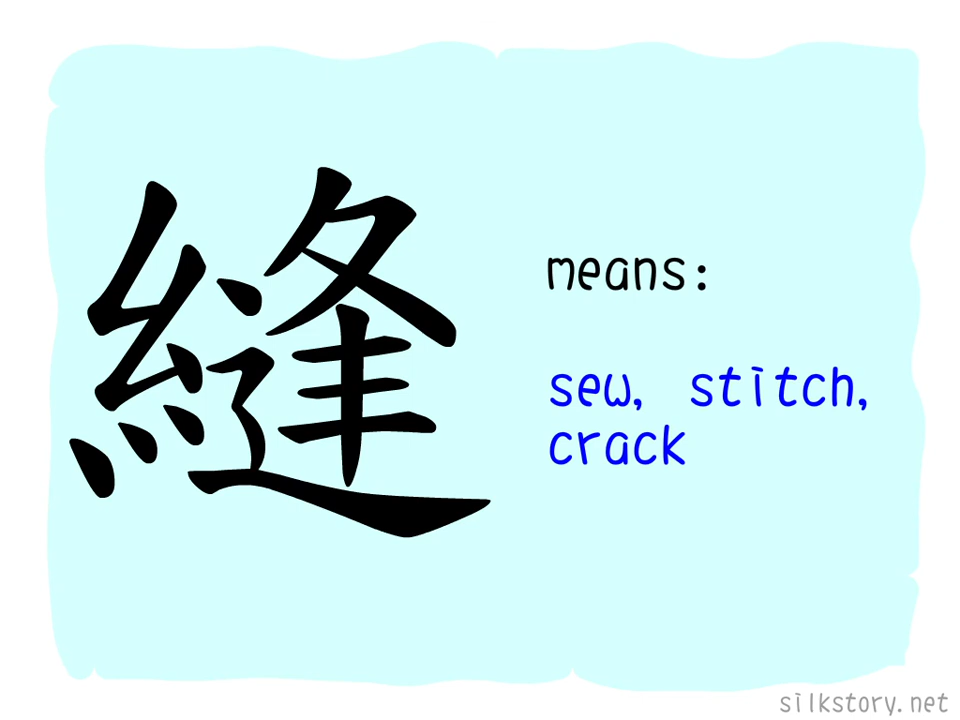 縫
means:
sew, stitch,
crack
silkstory.net